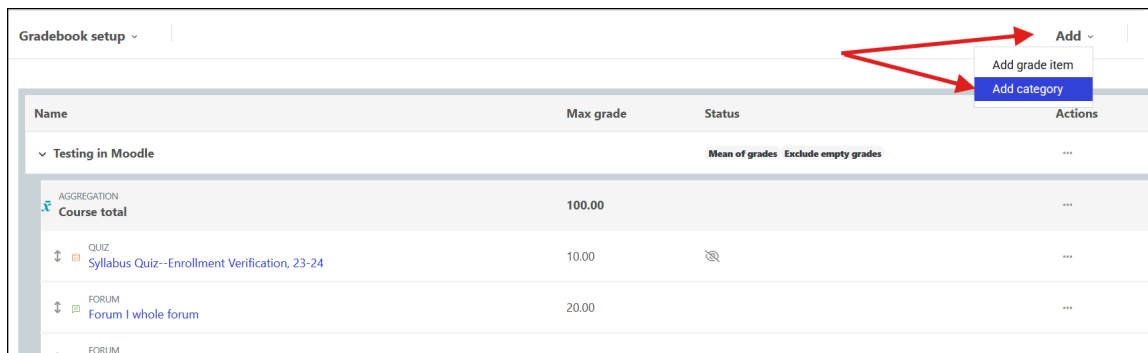 Gradebook setup
Add
Add grade item
Add category
Name Max grade Status Actions
Testing in Moodle Mean of grades Exclude empty grades ...
AGGREGATION
Course total 100.00 ...
QUIZ
Syllabus Quiz--Enrollment Verification, 23-24 10.00 ...
FORUM
Forum I whole forum 20.00 ...
FORUM